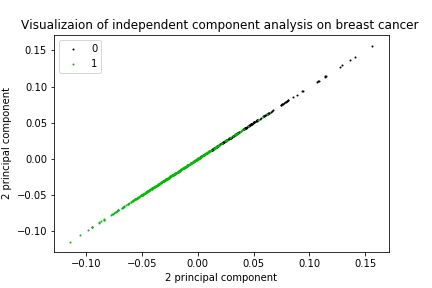 Visualizaion of independent component analysis on breast cancer
0
1
0.15
0.10
0.05
0.00
−0.05
−0.10
2 principal component
−0.10 −0.05 0.00 0.05 0.10 0.15
2 principal component